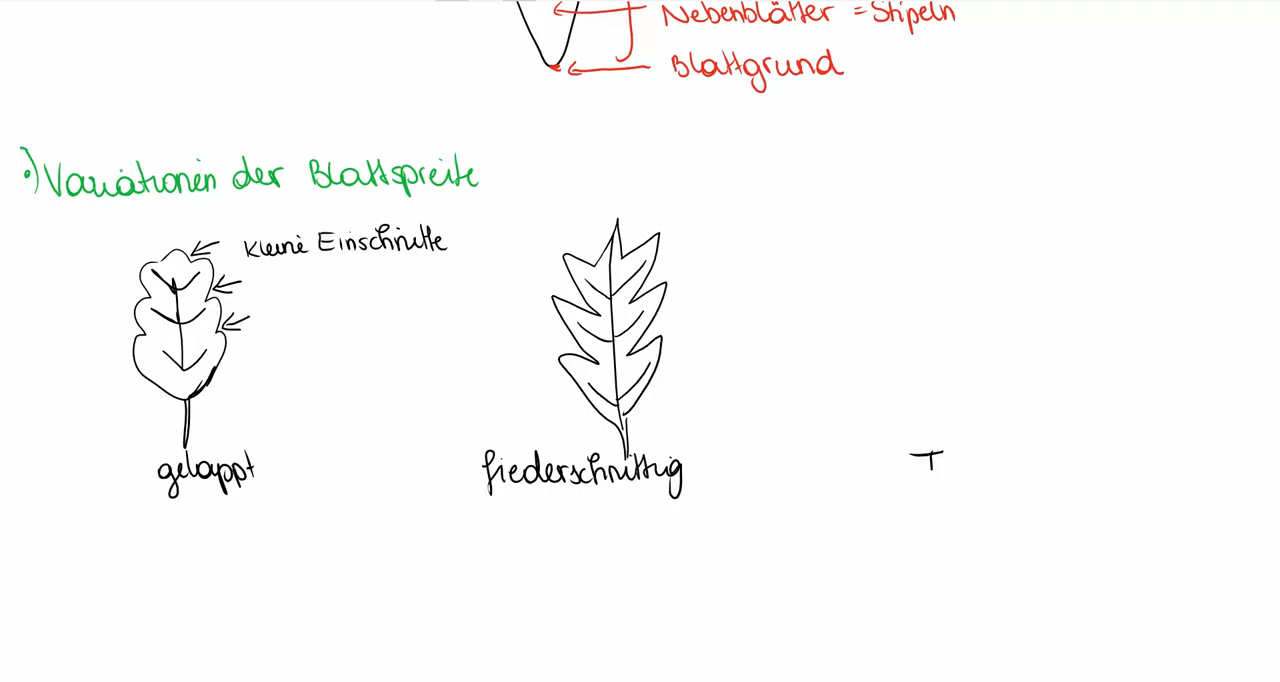 Nebenblätter = Stipeln
Blattgrund
•) Variationen der Blattspreite
Kleine Einschnitte
gelappt
fiederschnittig
T